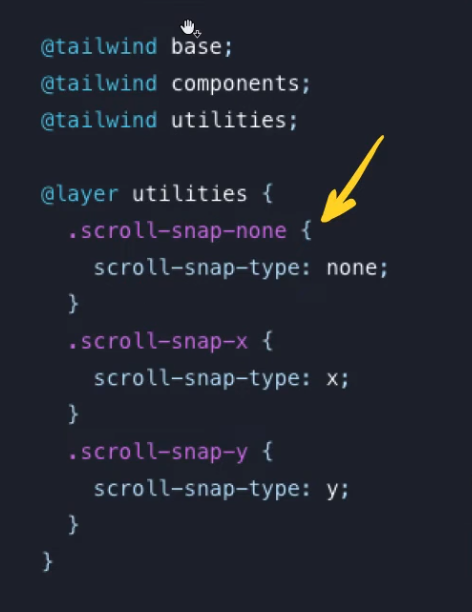 @tailwind base;
@tailwind components;
@tailwind utilities;
@layer utilities {
.scroll-snap-none {
scroll-snap-type: none;
}
.scroll-snap-x {
scroll-snap-type: x;
}
.scroll-snap-y {
scroll-snap-type: y;
}
}